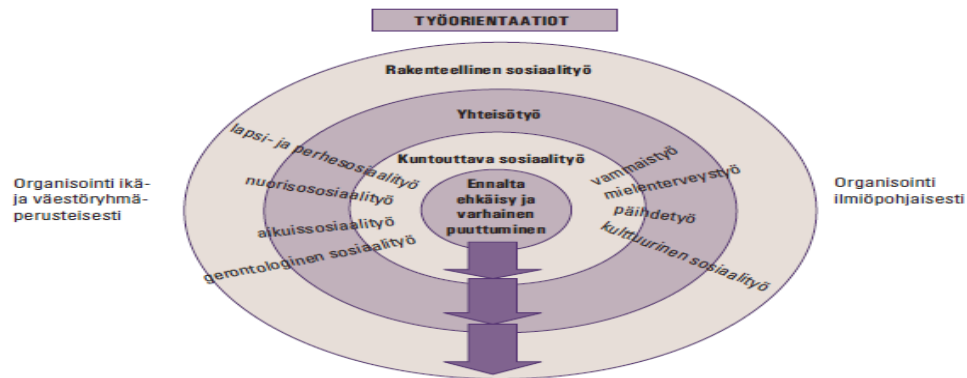 TYÖORIENTAATIOT
Rakenteellinen sosiaalityö
Yhteisötyö
Kuntouttava sosiaalityö
Ennalta
ehkäisy ja
varhainen
puuttuminen
Organisointi ikä-
ja väestöryhmä-
perusteisesti
lapsi- ja perhesosiaalityö
nuorisososiaalityö
aikuissosiaalityö
gerontologinen sosiaalityö
vammaistyö
mielenterveystyö
päihdetyö
kulttuurinen sosiaalityö
Organisointi
ilmiöpohjaisesti